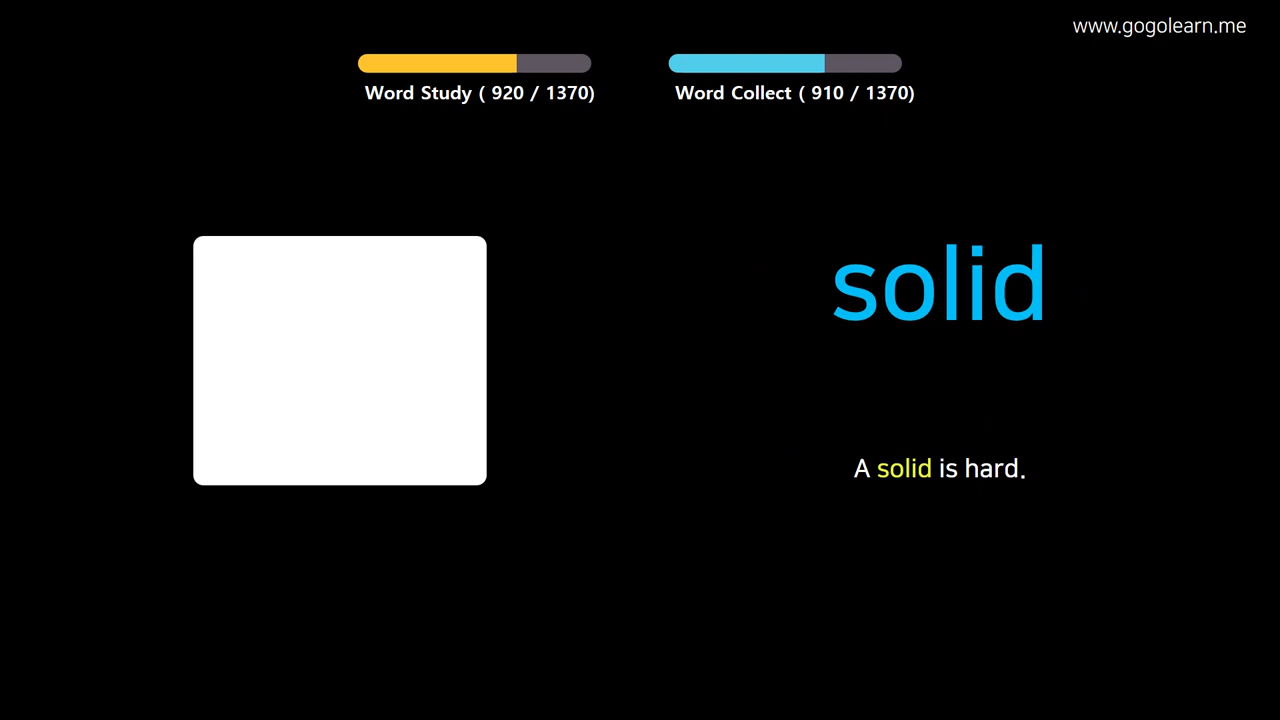 www.gogolearn.me
Word Study ( 920 / 1370)
Word Collect ( 910 / 1370)
solid
A solid is hard.